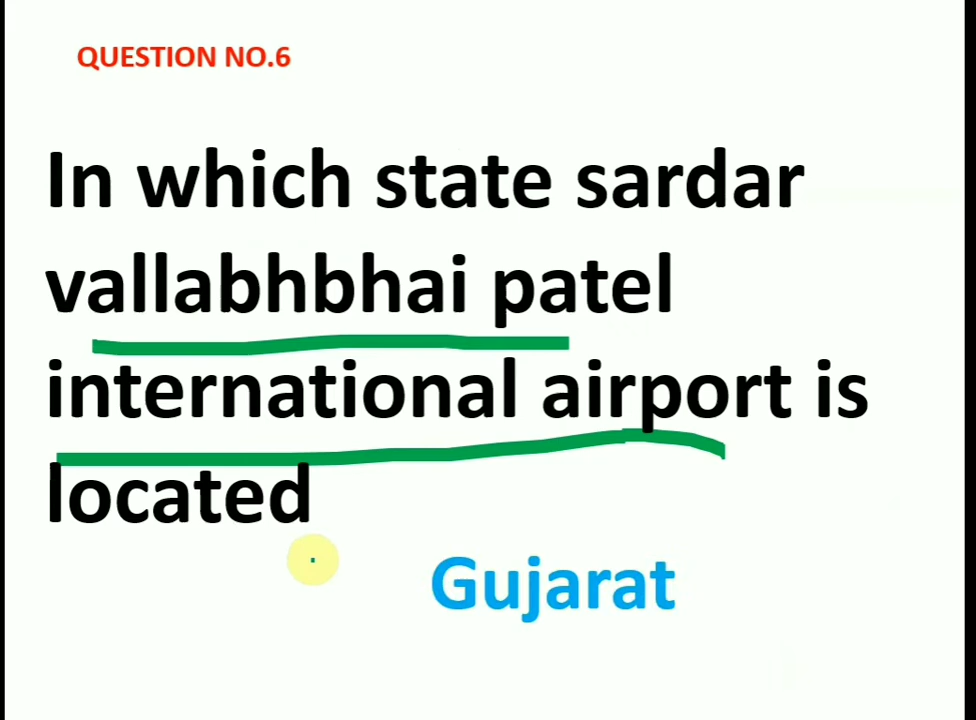 QUESTION NO.6
In which state sardar
vallabhbhai patel
international airport is
located
Gujarat